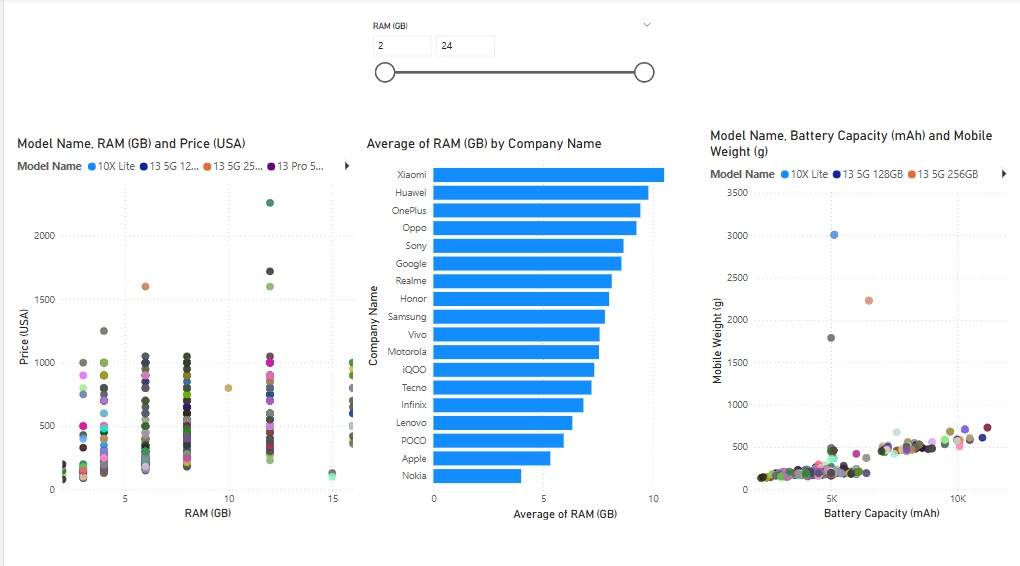 RAM (GB)
2
24
Model Name, RAM (GB) and Price (USA)
Model Name 10X Lite 13 5G 12... 13 5G 25... 13 Pro 5...
2000
1500
1000
500
0
Price (USA)
5
10
15
RAM (GB)
Average of RAM (GB) by Company Name
Company Name
Xiaomi
Huawei
OnePlus
Oppo
Sony
Google
Realme
Honor
Samsung
Vivo
Motorola
iQOO
Tecno
Infinix
Lenovo
POCO
Apple
Nokia
0
5
10
Average of RAM (GB)
Model Name, Battery Capacity (mAh) and Mobile
Weight (g)
Model Name 10X Lite 13 5G 128GB 13 5G 256GB
3500
3000
2500
2000
1500
1000
500
0
Mobile Weight (g)
5K
10K
Battery Capacity (mAh)